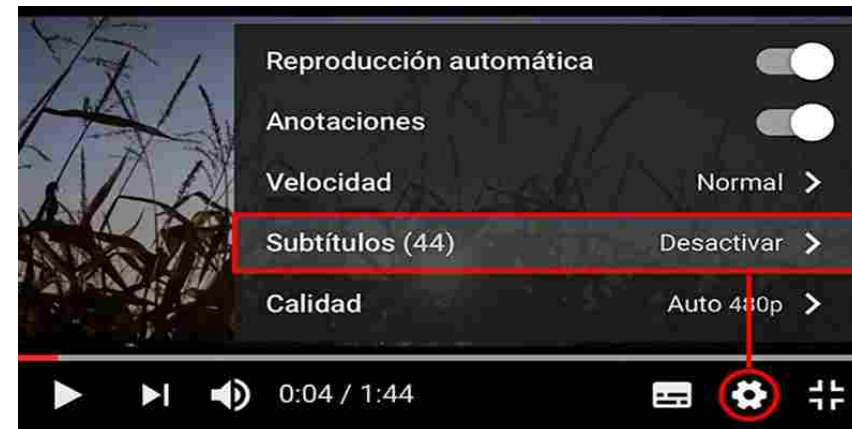 Reproducción automática
Anotaciones
Velocidad Normal
Subtítulos (44) Desactivar
Calidad Auto 480p
0:04 / 1:44